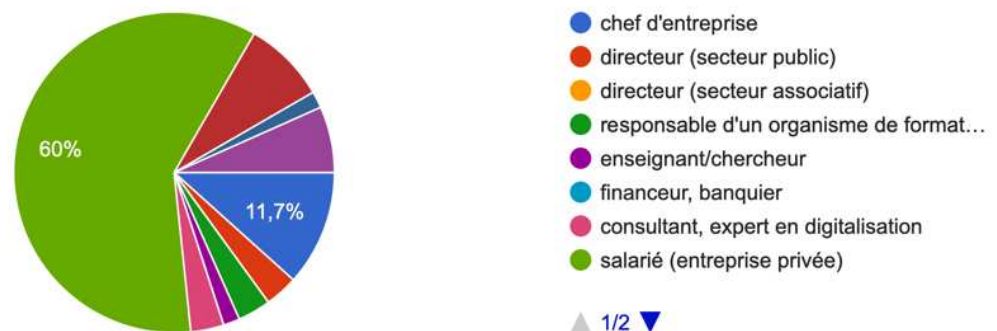 60%
11,7%
chef d'entreprise
directeur (secteur public)
directeur (secteur associatif)
responsable d'un organisme de format…
enseignant/chercheur
financeur, banquier
consultant, expert en digitalisation
salarié (entreprise privée)
1/2